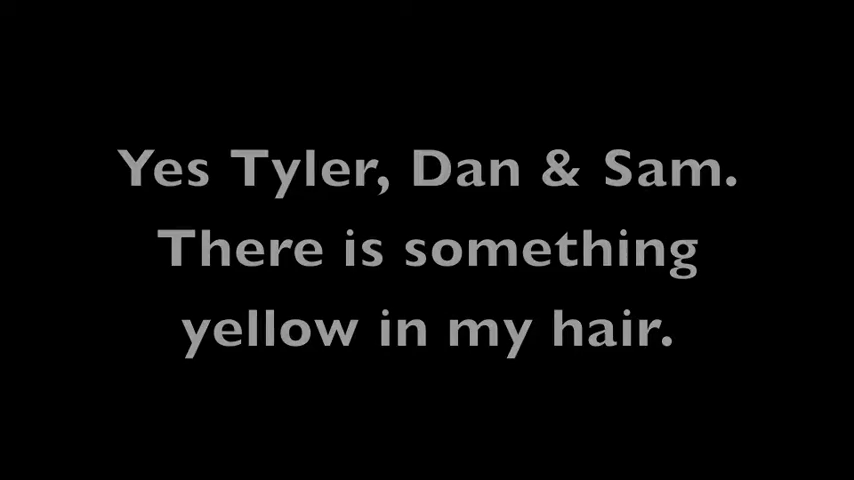 Yes Tyler, Dan & Sam.
There is something
yellow in my hair.